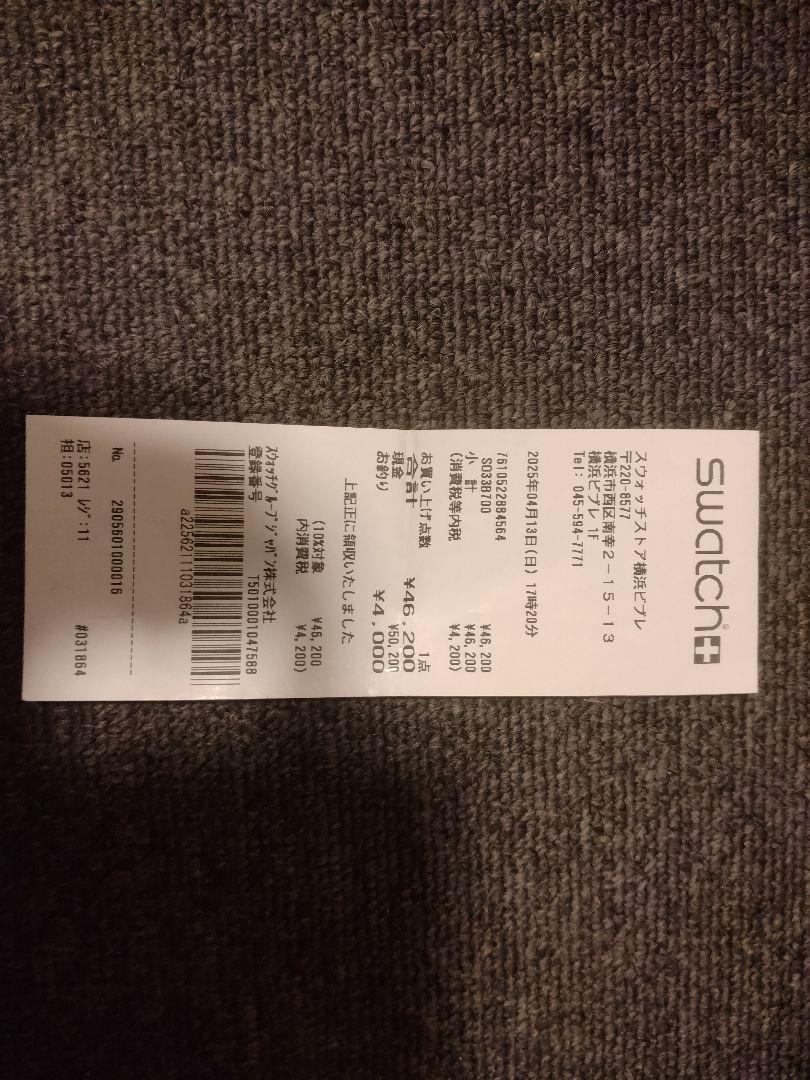 swatch
スウォッチストア横浜ビブレ
〒220-8577
横浜市西区南幸２－１５－１３
横浜ビブレ 1F
Tel: 045-594-7771
2025年04月13日(日) 17時20分
7610522884564
SO33B700 ¥46,200
小 計 ¥46,200
(消費税等内税 ¥4,200)
お買い上げ点数 1点
合計 ¥46,200
現金 ¥50,200
お釣り ¥4,000
上記正に領収いたしました
(10%対象 ¥46,200
内消費税 ¥4,200)
ｽｳｫｯﾁｸﾞﾙｰﾌﾟｼﾞｬﾊﾟﾝ株式会社
登録番号 T5010001047588
a225621110318​64a
No. 2905601000016
店:5621 ﾚｼﾞ:11 #031864
担:05013